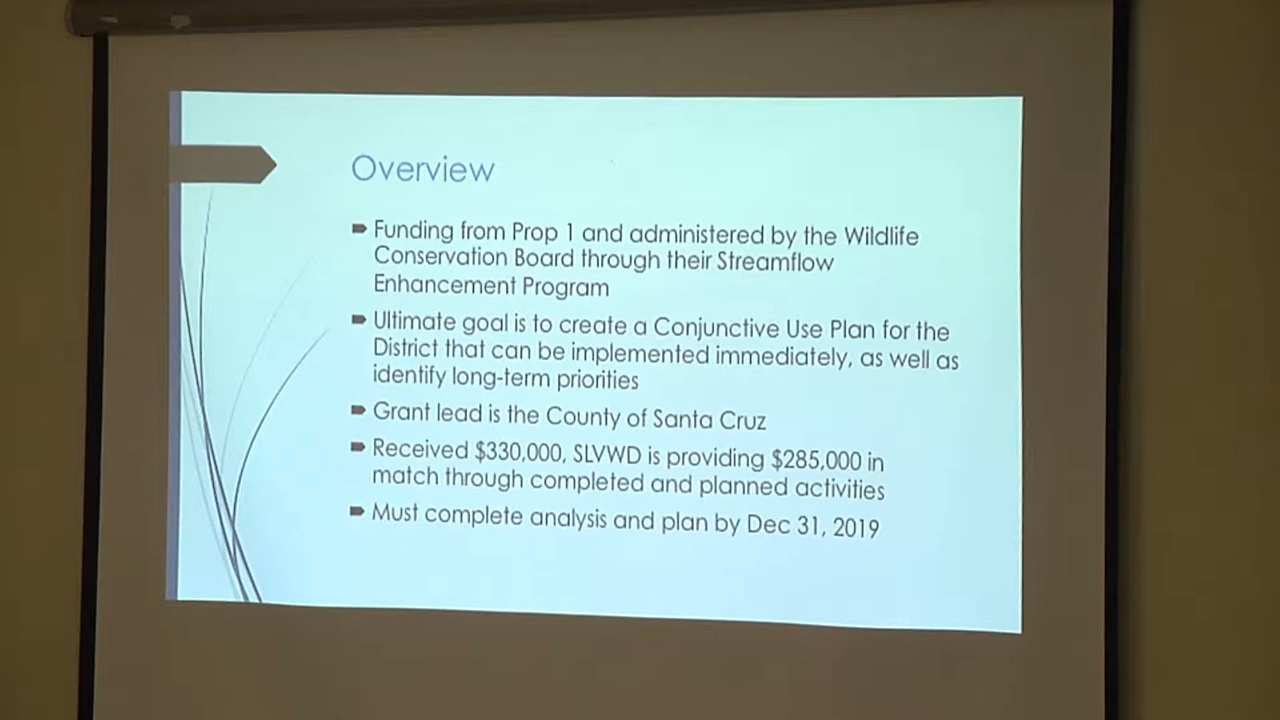 Overview
Funding from Prop 1 and administered by the Wildlife
Conservation Board through their Streamflow
Enhancement Program
Ultimate goal is to create a Conjunctive Use Plan for the
District that can be implemented immediately, as well as
identify long-term priorities
Grant lead is the County of Santa Cruz
Received $330,000, SLVWD is providing $285,000 in
match through completed and planned activities
Must complete analysis and plan by Dec 31, 2019